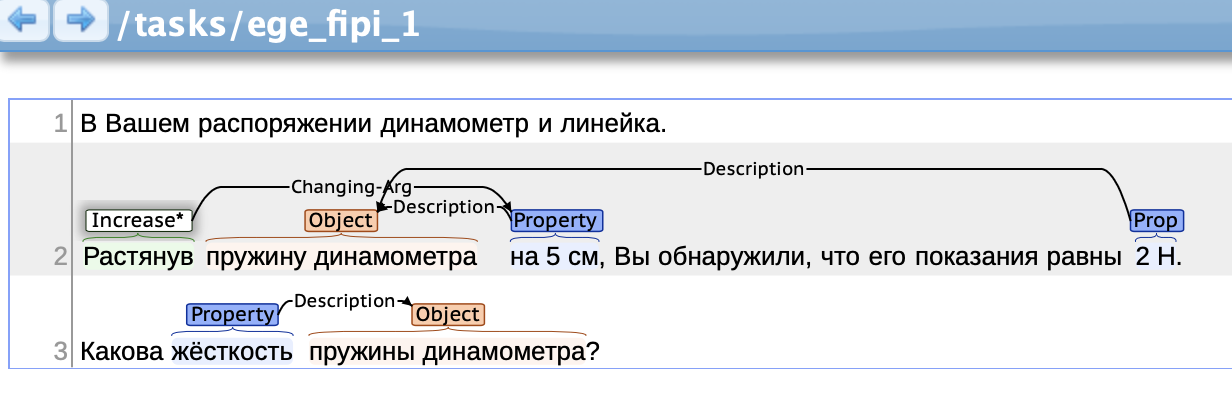 /tasks/ege_fipi_1
1 В Вашем распоряжении динамометр и линейка.
Description
Changing-Arg
Description
Increase* Object Property Prop
2 Растянув пружину динамометра на 5 см, Вы обнаружили, что его показания равны 2 Н.
Description
Property Object
3 Какова жёсткость пружины динамометра?